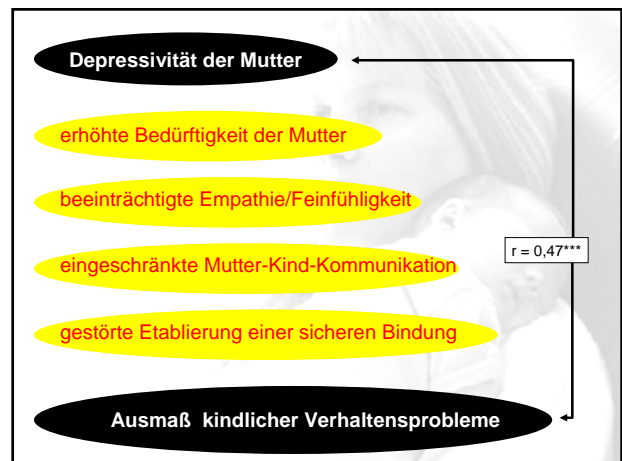 Depressivität der Mutter
erhöhte Bedürftigkeit der Mutter
beeinträchtigte Empathie/Feinfühligkeit
eingeschränkte Mutter-Kind-Kommunikation
r = 0,47***
gestörte Etablierung einer sicheren Bindung
Ausmaß kindlicher Verhaltensprobleme